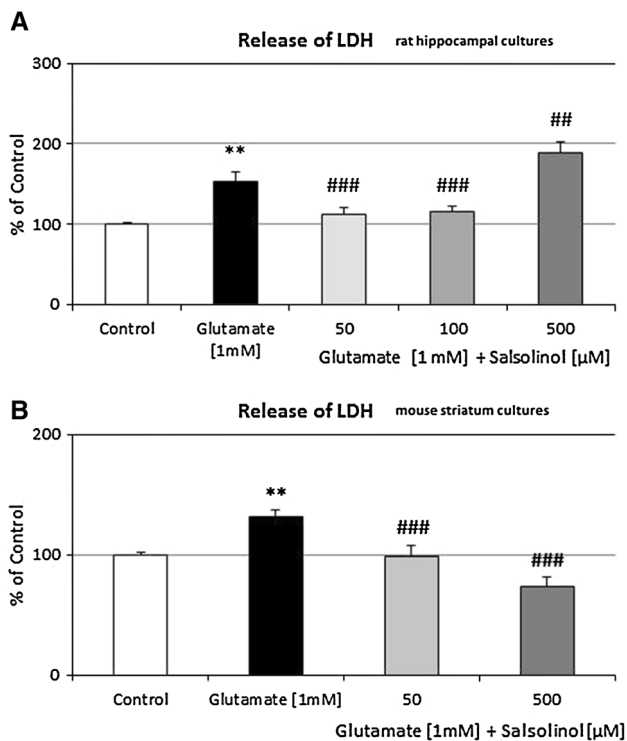 A
Release of LDH rat hippocampal cultures
300
200
100
0
% of Control
**
###
###
##
Control
Glutamate
[1mM]
50
100
500
Glutamate [1 mM] + Salsolinol [µM]
B
Release of LDH mouse striatum cultures
200
100
0
% of Control
**
###
###
Control
Glutamate [1mM]
50
500
Glutamate [1mM] + Salsolinol [µM]